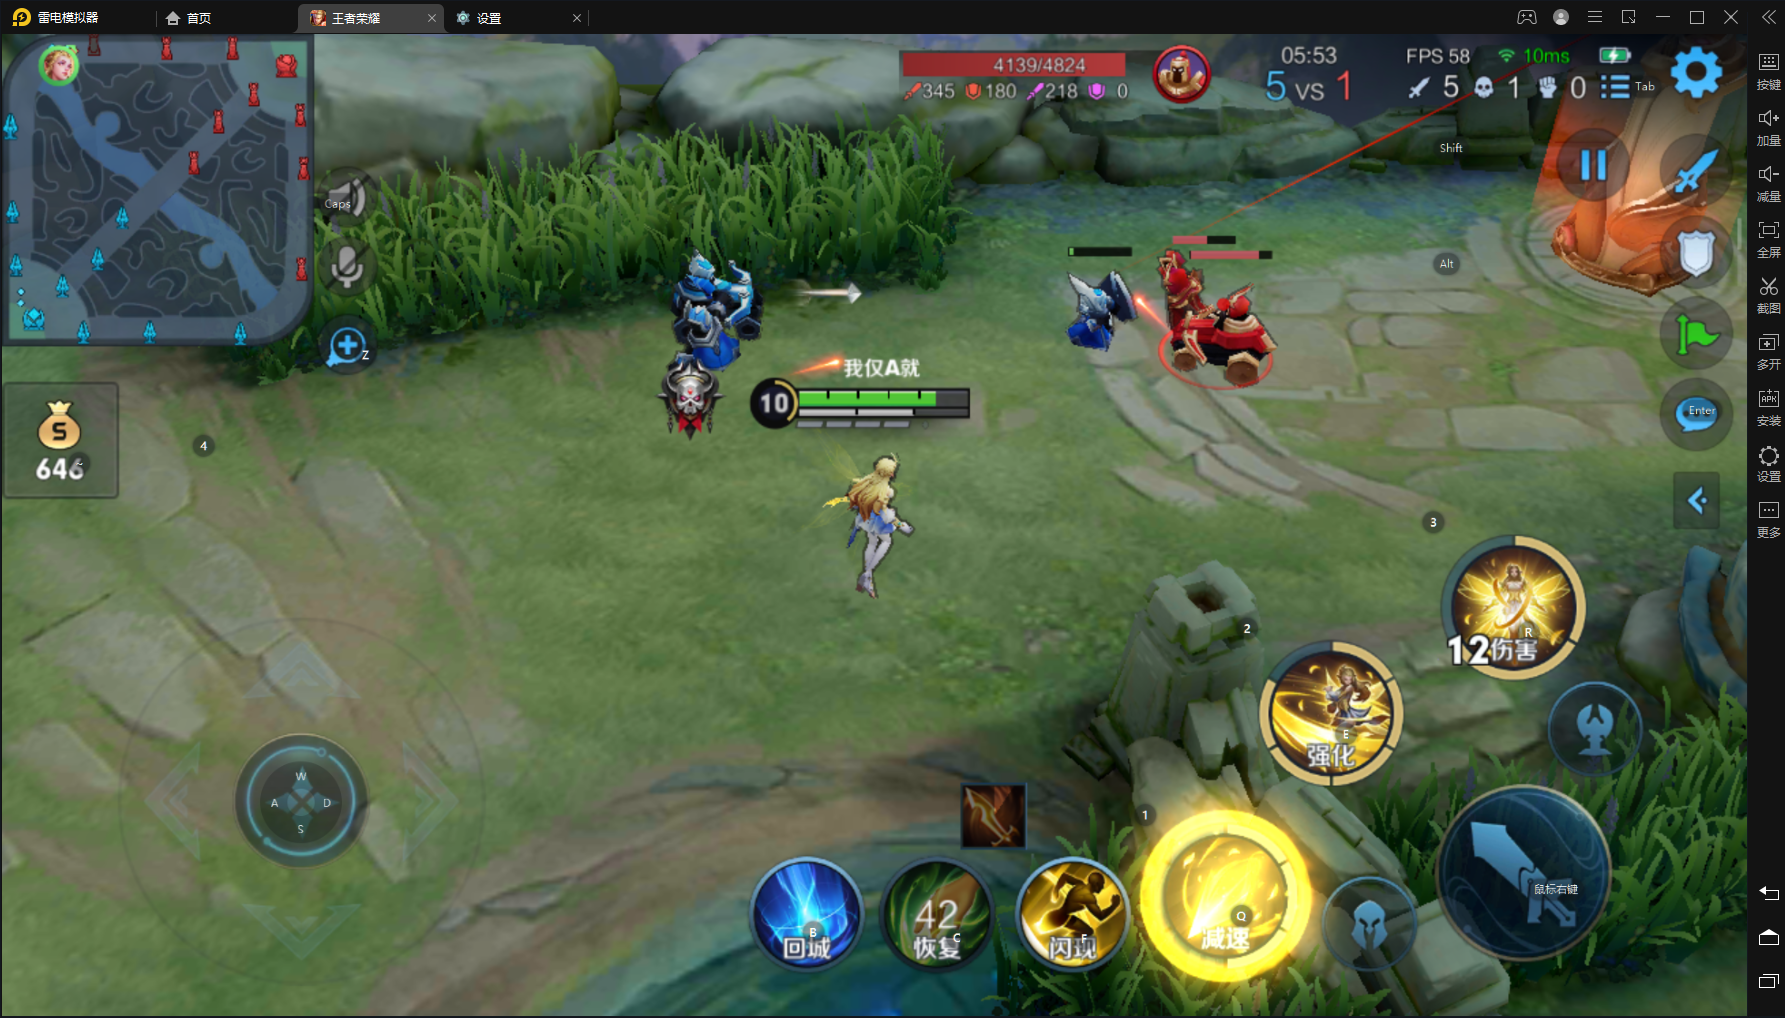 雷电模拟器
首页
王者荣耀
设置
4139/4824
345
180
218
0
05:53
5 VS 1
FPS 58
10ms
5
1
0
Tab
按键
加量
减量
全屏
截图
多开
安装
设置
更多
Caps
Shift
Alt
Z
Enter
我仅A就
10
S
646
4
3
2
1
W
A
D
S
12伤害
R
强化
E
鼠标右键
回城
B
42
恢复
C
闪现
F
减速
Q